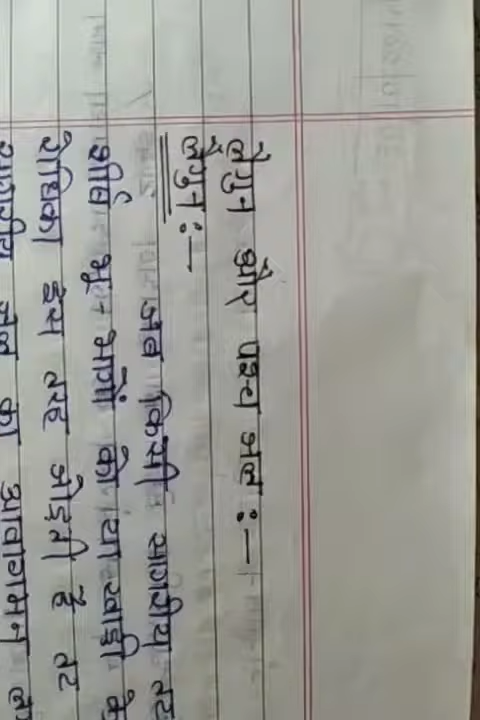 लैगुन और पश्च जल :—
लैगुन :—
जब किसी सागरीय तट
शीर्ष भू-भागों को या खाड़ी के
रोधिका इस तरह जोड़ती है तट
सागरीय जल का आवागमन